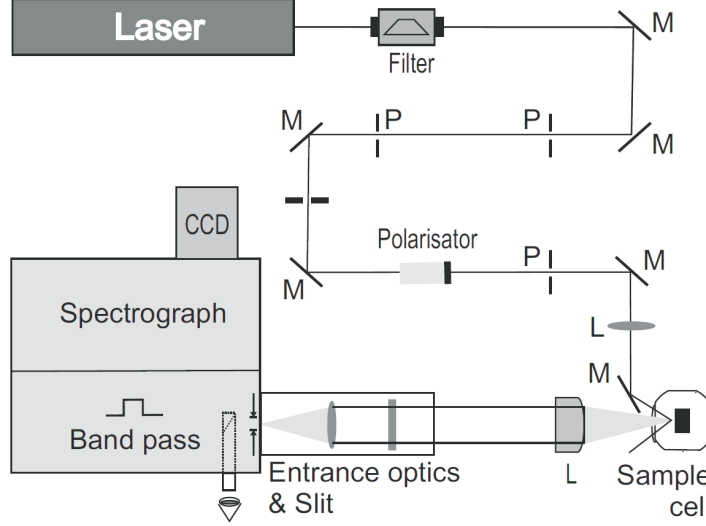 Laser
Filter
M
M
P
P
M
CCD
Polarisator
P
M
M
Spectrograph
L
M
Band pass
Entrance optics
& Slit
L
Sample
cel